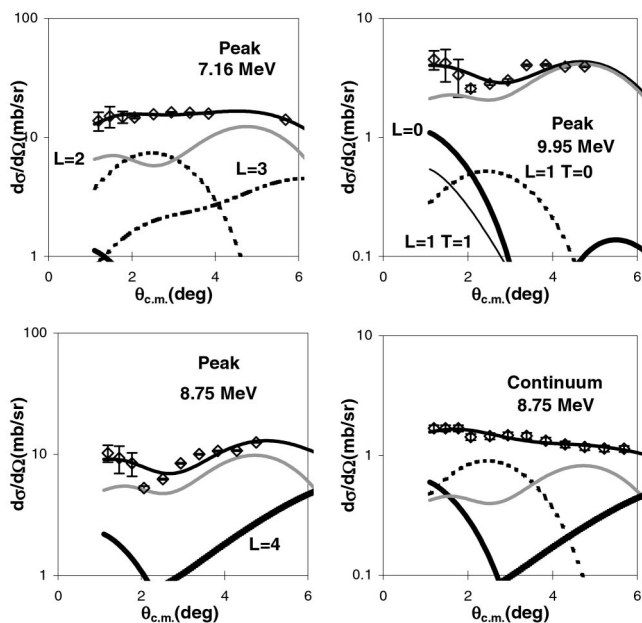 100
10
1
0
2
4
6
dσ/dΩ(mb/sr)
θc.m.(deg)
Peak
7.16 MeV
L=2
L=3
10
1
0.1
0
2
4
6
dσ/dΩ(mb/sr)
θc.m.(deg)
L=0
Peak
9.95 MeV
L=1 T=0
L=1 T=1
100
10
1
0
2
4
6
dσ/dΩ(mb/sr)
θc.m.(deg)
Peak
8.75 MeV
L=4
10
1
0.1
0
2
4
6
dσ/dΩ(mb/sr)
θc.m.(deg)
Continuum
8.75 MeV